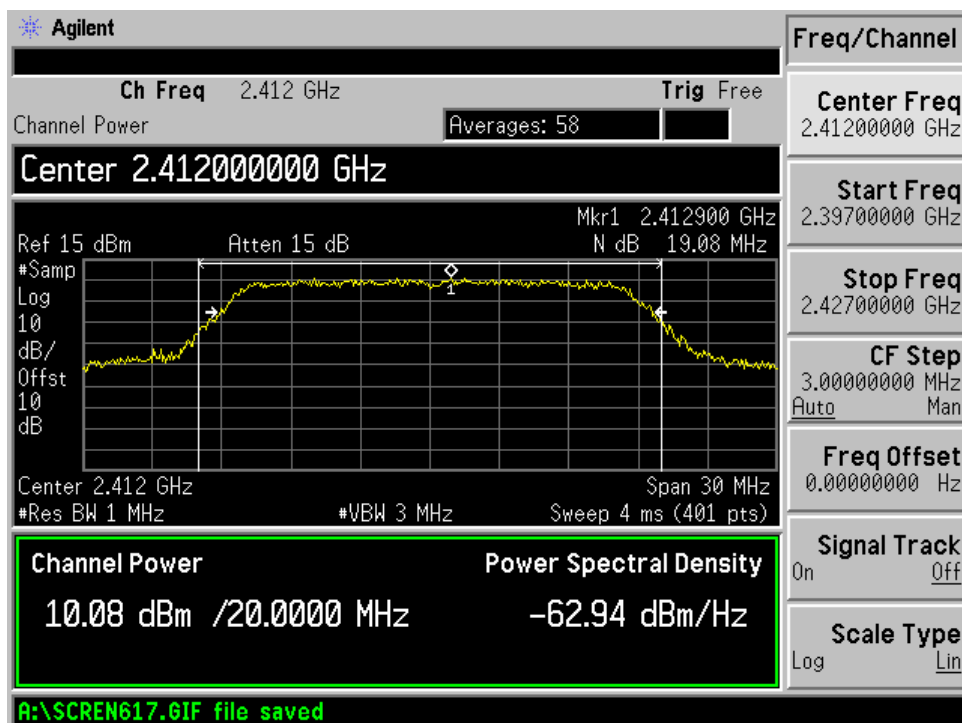 Agilent
Freq/Channel
Ch Freq 2.412 GHz Trig Free
Channel Power Averages: 58
Center 2.412000000 GHz
Mkr1 2.412900 GHz
Ref 15 dBm Atten 15 dB N dB 19.08 MHz
#Samp
Log
10
dB/
Offst
10
dB
1
Center 2.412 GHz Span 30 MHz
#Res BW 1 MHz #VBW 3 MHz Sweep 4 ms (401 pts)
Channel Power Power Spectral Density
10.08 dBm /20.0000 MHz -62.94 dBm/Hz
A:\SCREN617.GIF file saved
Center Freq
2.41200000 GHz
Start Freq
2.39700000 GHz
Stop Freq
2.42700000 GHz
CF Step
3.00000000 MHz
Auto Man
Freq Offset
0.00000000 Hz
Signal Track
On Off
Scale Type
Log Lin